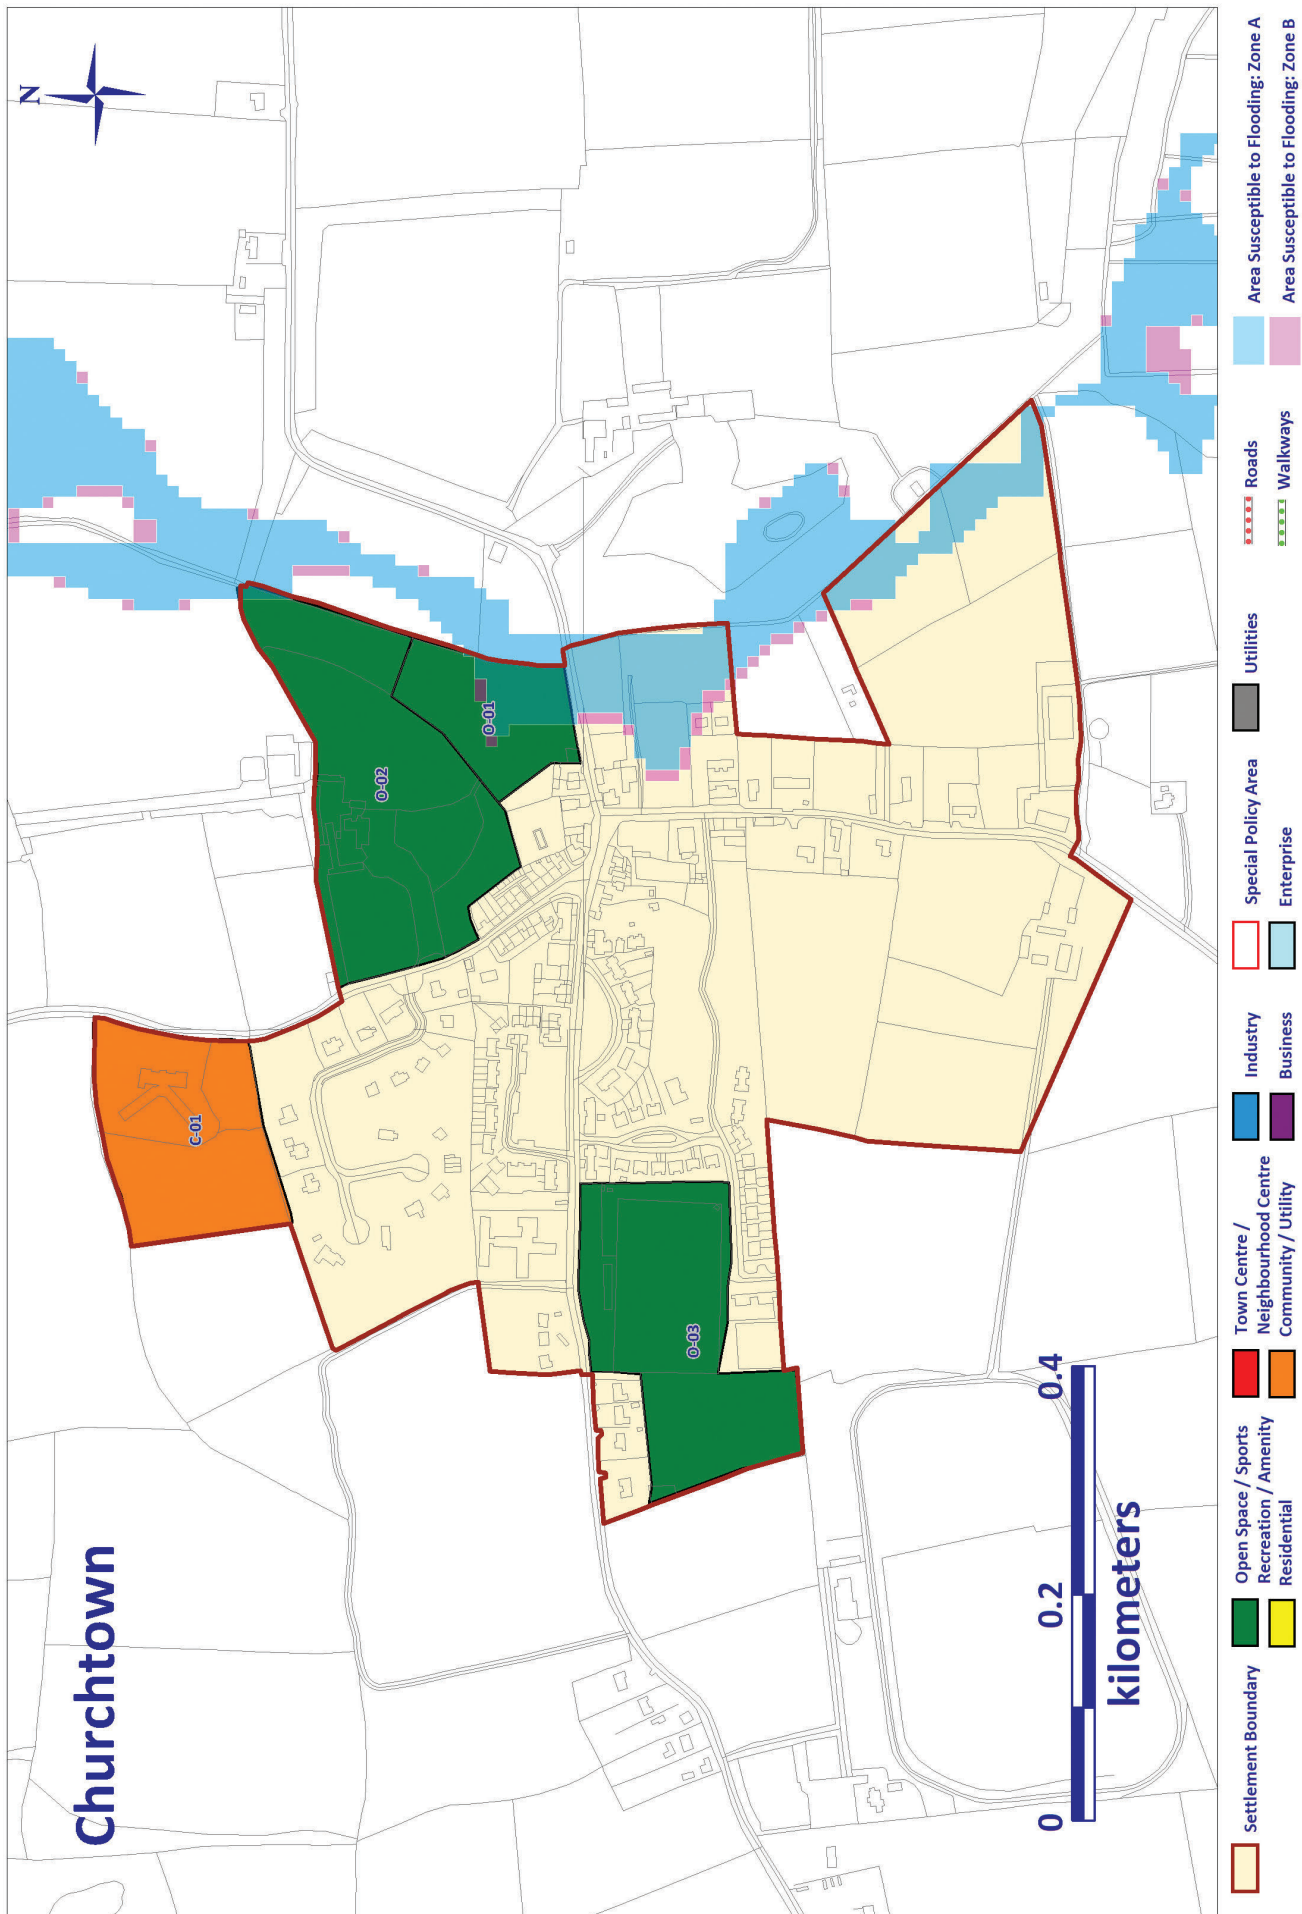 Churchtown
N
C-01
O-02
O-01
O-03
0
0.2
0.4
kilometers
Settlement Boundary
Open Space / Sports
Recreation / Amenity
Residential
Town Centre /
Neighbourhood Centre
Community / Utility
Industry
Business
Special Policy Area
Enterprise
Utilities
Roads
Walkways
Area Susceptible to Flooding: Zone A
Area Susceptible to Flooding: Zone B